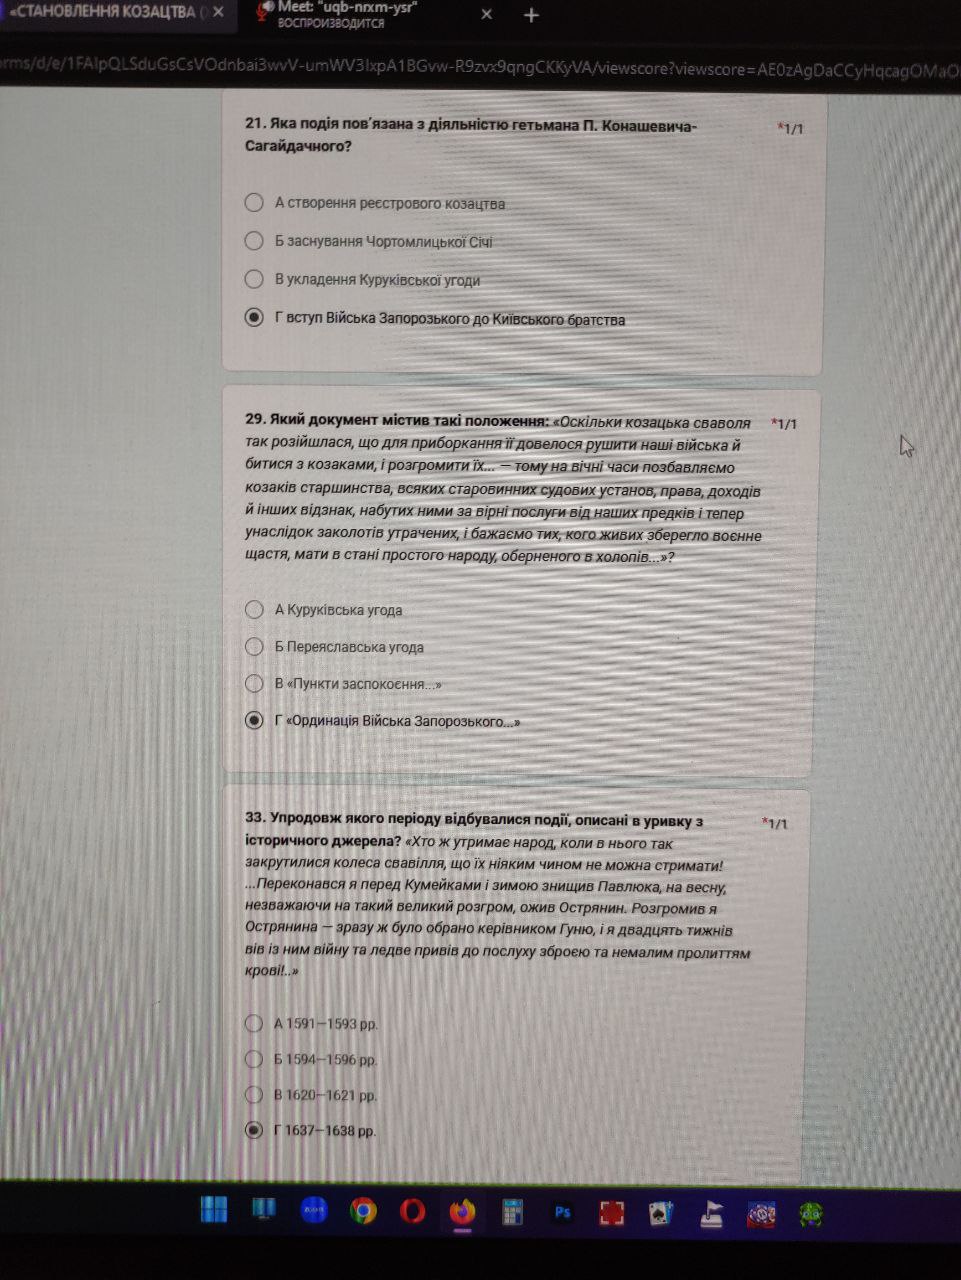 «СТАНОВЛЕННЯ КОЗАЦТВА (
Meet: "uqb-nrxm-ysr"
ВОСПРОИЗВОДИТСЯ
rms/d/e/1FAIpQLSduGsCsVOdnbai3wvV-umWV3IxpA1BGvw-R9zvx9qngCKKyVA/viewscore?viewscore=AE0zAgDaCCyHqcagOMaO
21. Яка подія пов’язана з діяльністю гетьмана П. Конашевича-
Сагайдачного?
*1/1
А створення реєстрового козацтва
Б заснування Чортомлицької Січі
В укладення Куруківської угоди
Г вступ Війська Запорозького до Київського братства
29. Який документ містив такі положення: «Оскільки козацька сваволя
*1/1
так розійшлася, що для приборкання її довелося рушити наші війська й
битися з козаками, і розгромити їх... — тому на вічні часи позбавляємо
козаків старшинства, всяких старовинних судових установ, права, доходів
й інших відзнак, набутих ними за вірні послуги від наших предків і тепер
унаслідок заколотів утрачених, і бажаємо тих, кого живих зберегло воєнне
щастя, мати в стані простого народу, оберненого в холопів...»?
А Куруківська угода
Б Переяславська угода
В «Пункти заспокоєння...»
Г «Ординація Війська Запорозького...»
33. Упродовж якого періоду відбувалися події, описані в уривку з
*1/1
історичного джерела? «Хто ж утримає народ, коли в нього так
закрутилися колеса свавілля, що їх ніяким чином не можна стримати!
...Переконався я перед Кумейками і зимою знищив Павлюка, на весну,
незважаючи на такий великий розгром, ожив Острянин. Розгромив я
Острянина — зразу ж було обрано керівником Гуню, і я двадцять тижнів
вів із ним війну та ледве привів до послуху зброєю та немалим пролиттям
крові!..»
А 1591—1593 рр.
Б 1594—1596 рр.
В 1620—1621 рр.
Г 1637—1638 рр.
zoom
Ps